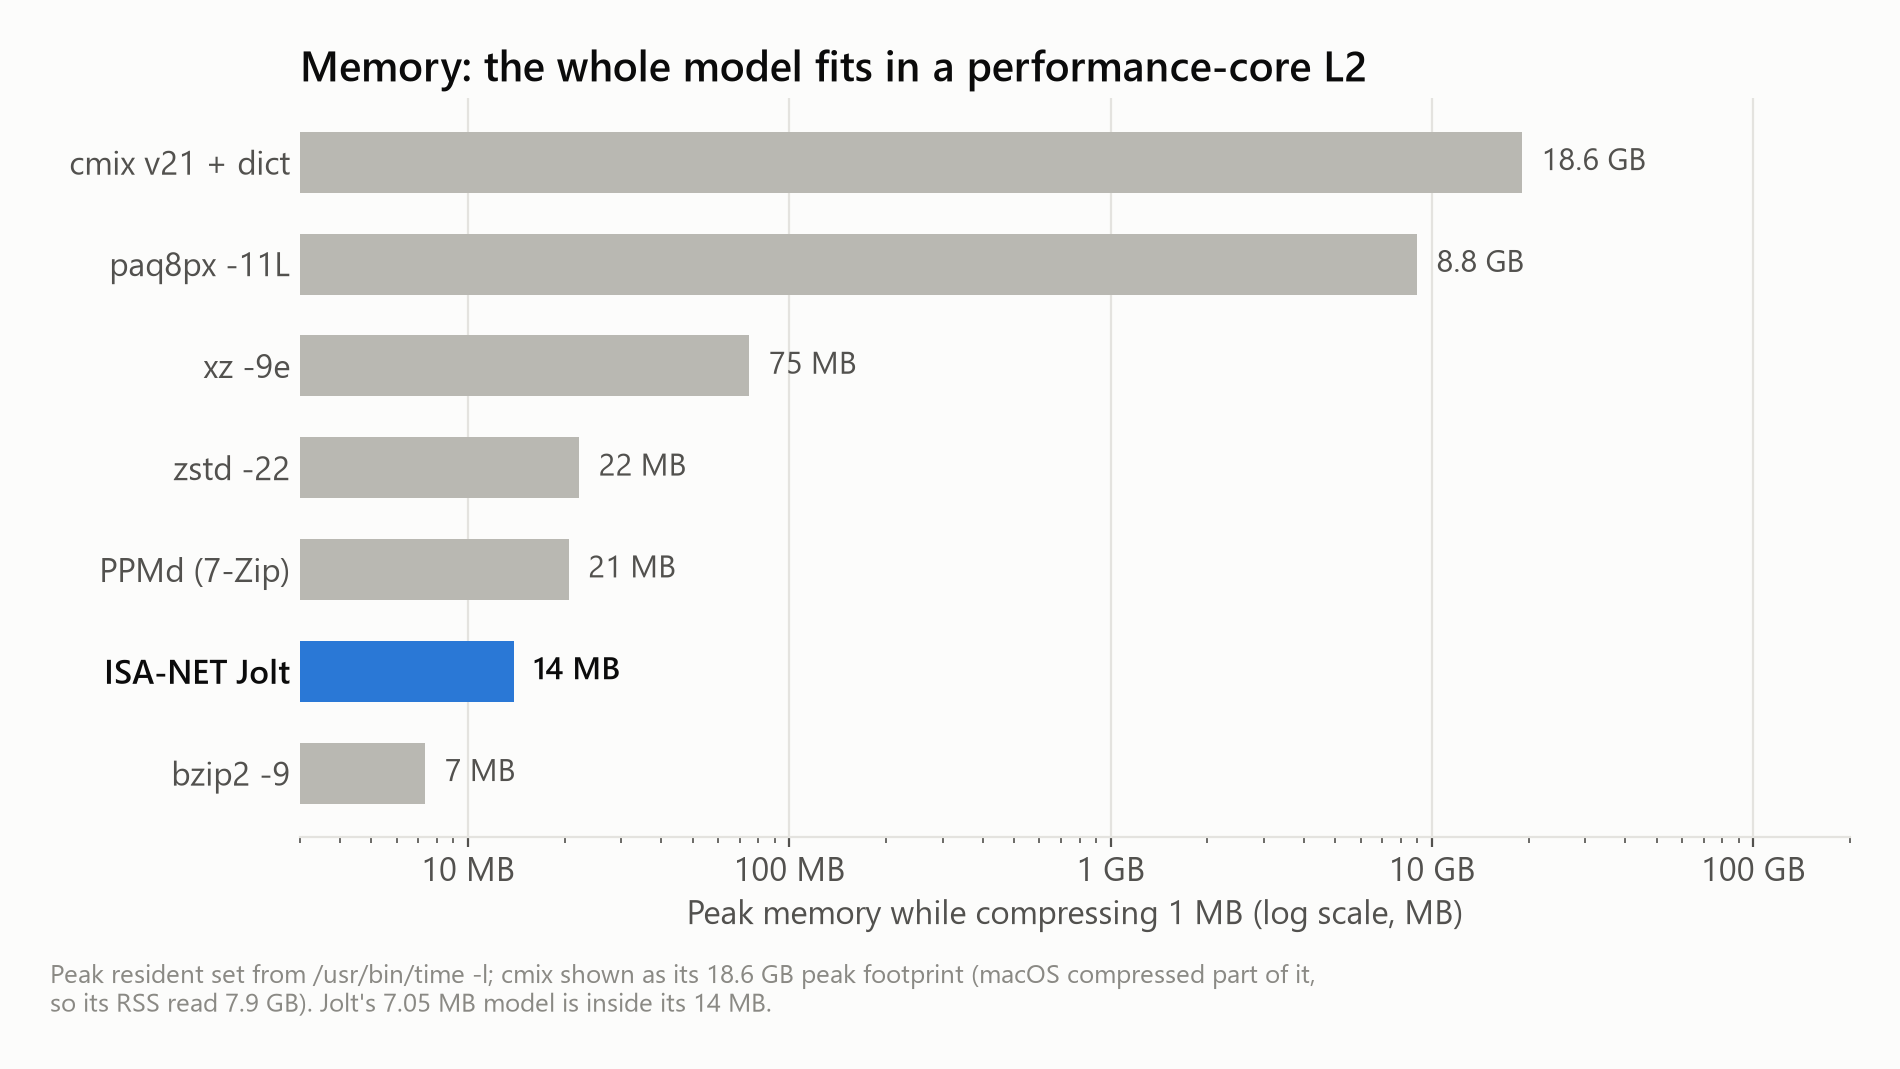 Memory: the whole model fits in a performance-core L2
cmix v21 + dict
18.6 GB
paq8px -11L
8.8 GB
xz -9e
75 MB
zstd -22
22 MB
PPMd (7-Zip)
21 MB
ISA-NET Jolt
14 MB
bzip2 -9
7 MB
10 MB
100 MB
1 GB
10 GB
100 GB
Peak memory while compressing 1 MB (log scale, MB)
Peak resident set from /usr/bin/time -l; cmix shown as its 18.6 GB peak footprint (macOS compressed part of it,
so its RSS read 7.9 GB). Jolt's 7.05 MB model is inside its 14 MB.